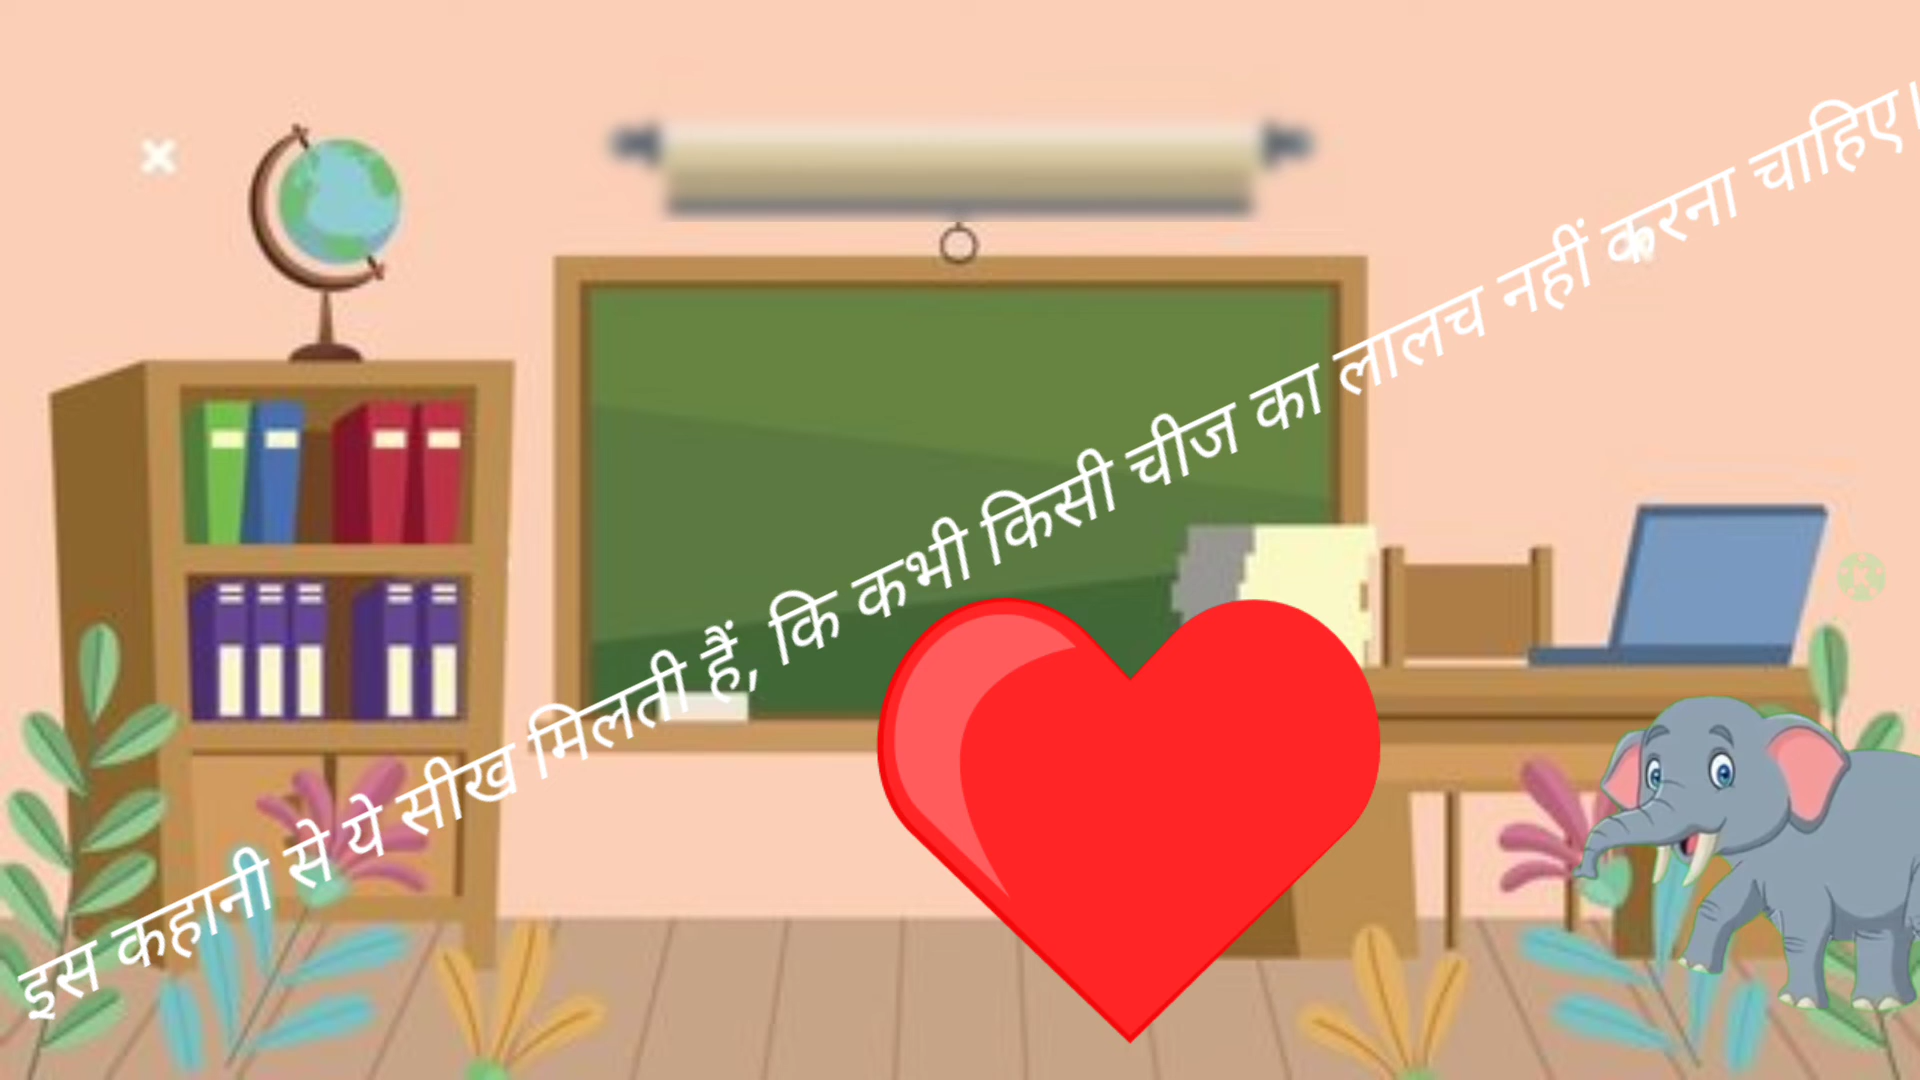 इस कहानी से ये सीख मिलती हैं, कि कभी किसी चीज का लालच नहीं करना चाहिए।